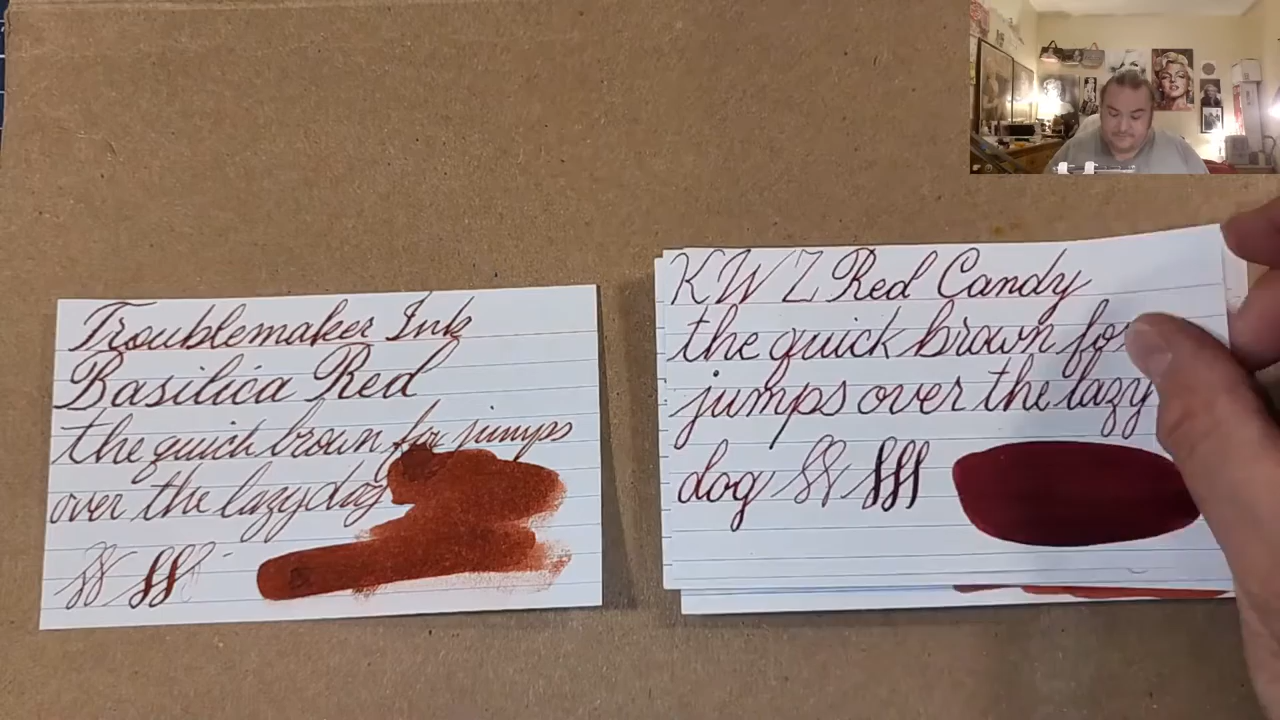 Troublemaker Ink
Basilica Red
the quick brown fox jumps
over the lazy dog
KWZ Red Candy
the quick brown fo
jumps over the lazy
dog